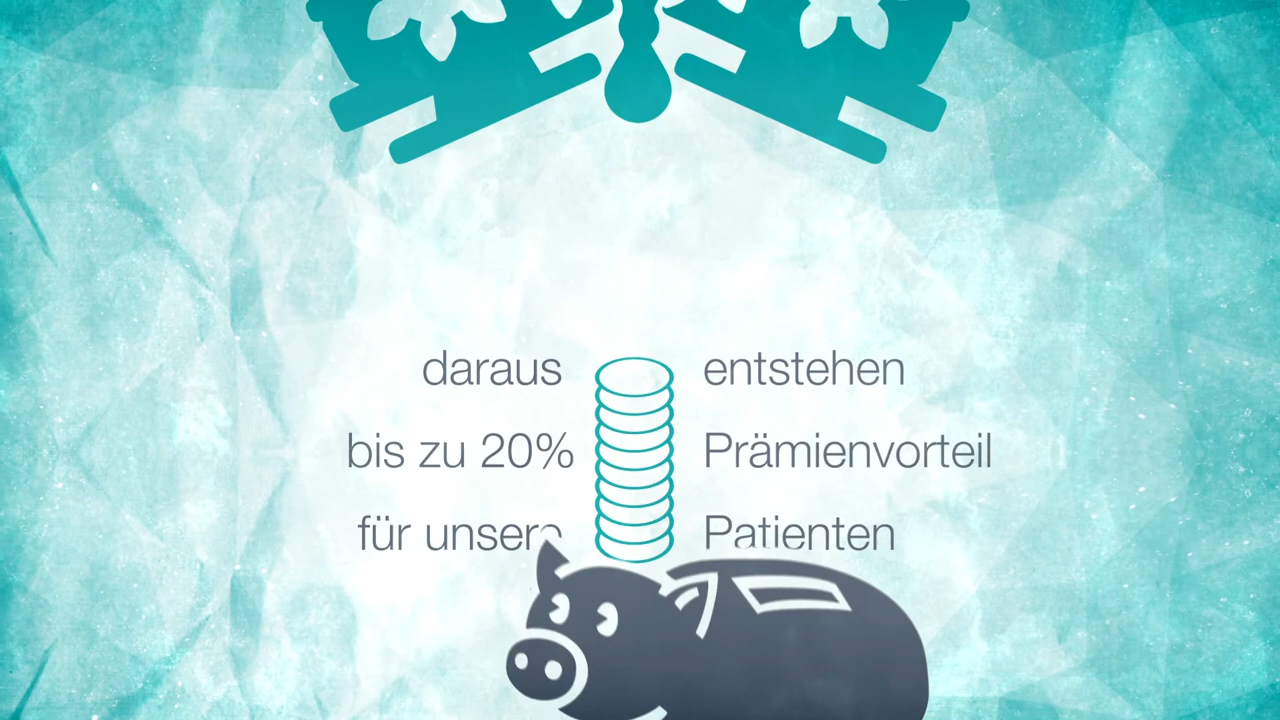 daraus entstehen
bis zu 20% Prämienvorteil
für unsere Patienten